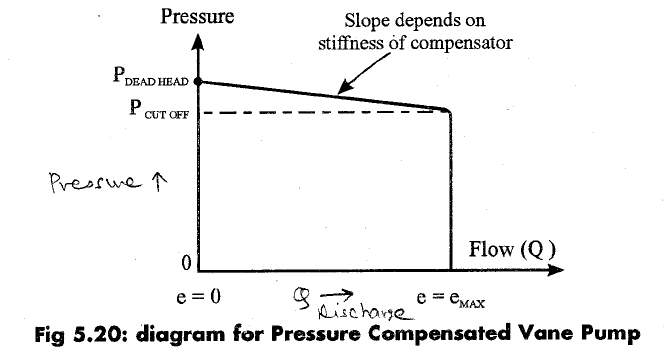 Pressure
Slope depends on
stiffness of compensator
P DEAD HEAD
P CUT OFF
Pressure ↑
0
Flow (Q)
e = 0
Q → Discharge
e = eMAX
Fig 5.20: diagram for Pressure Compensated Vane Pump